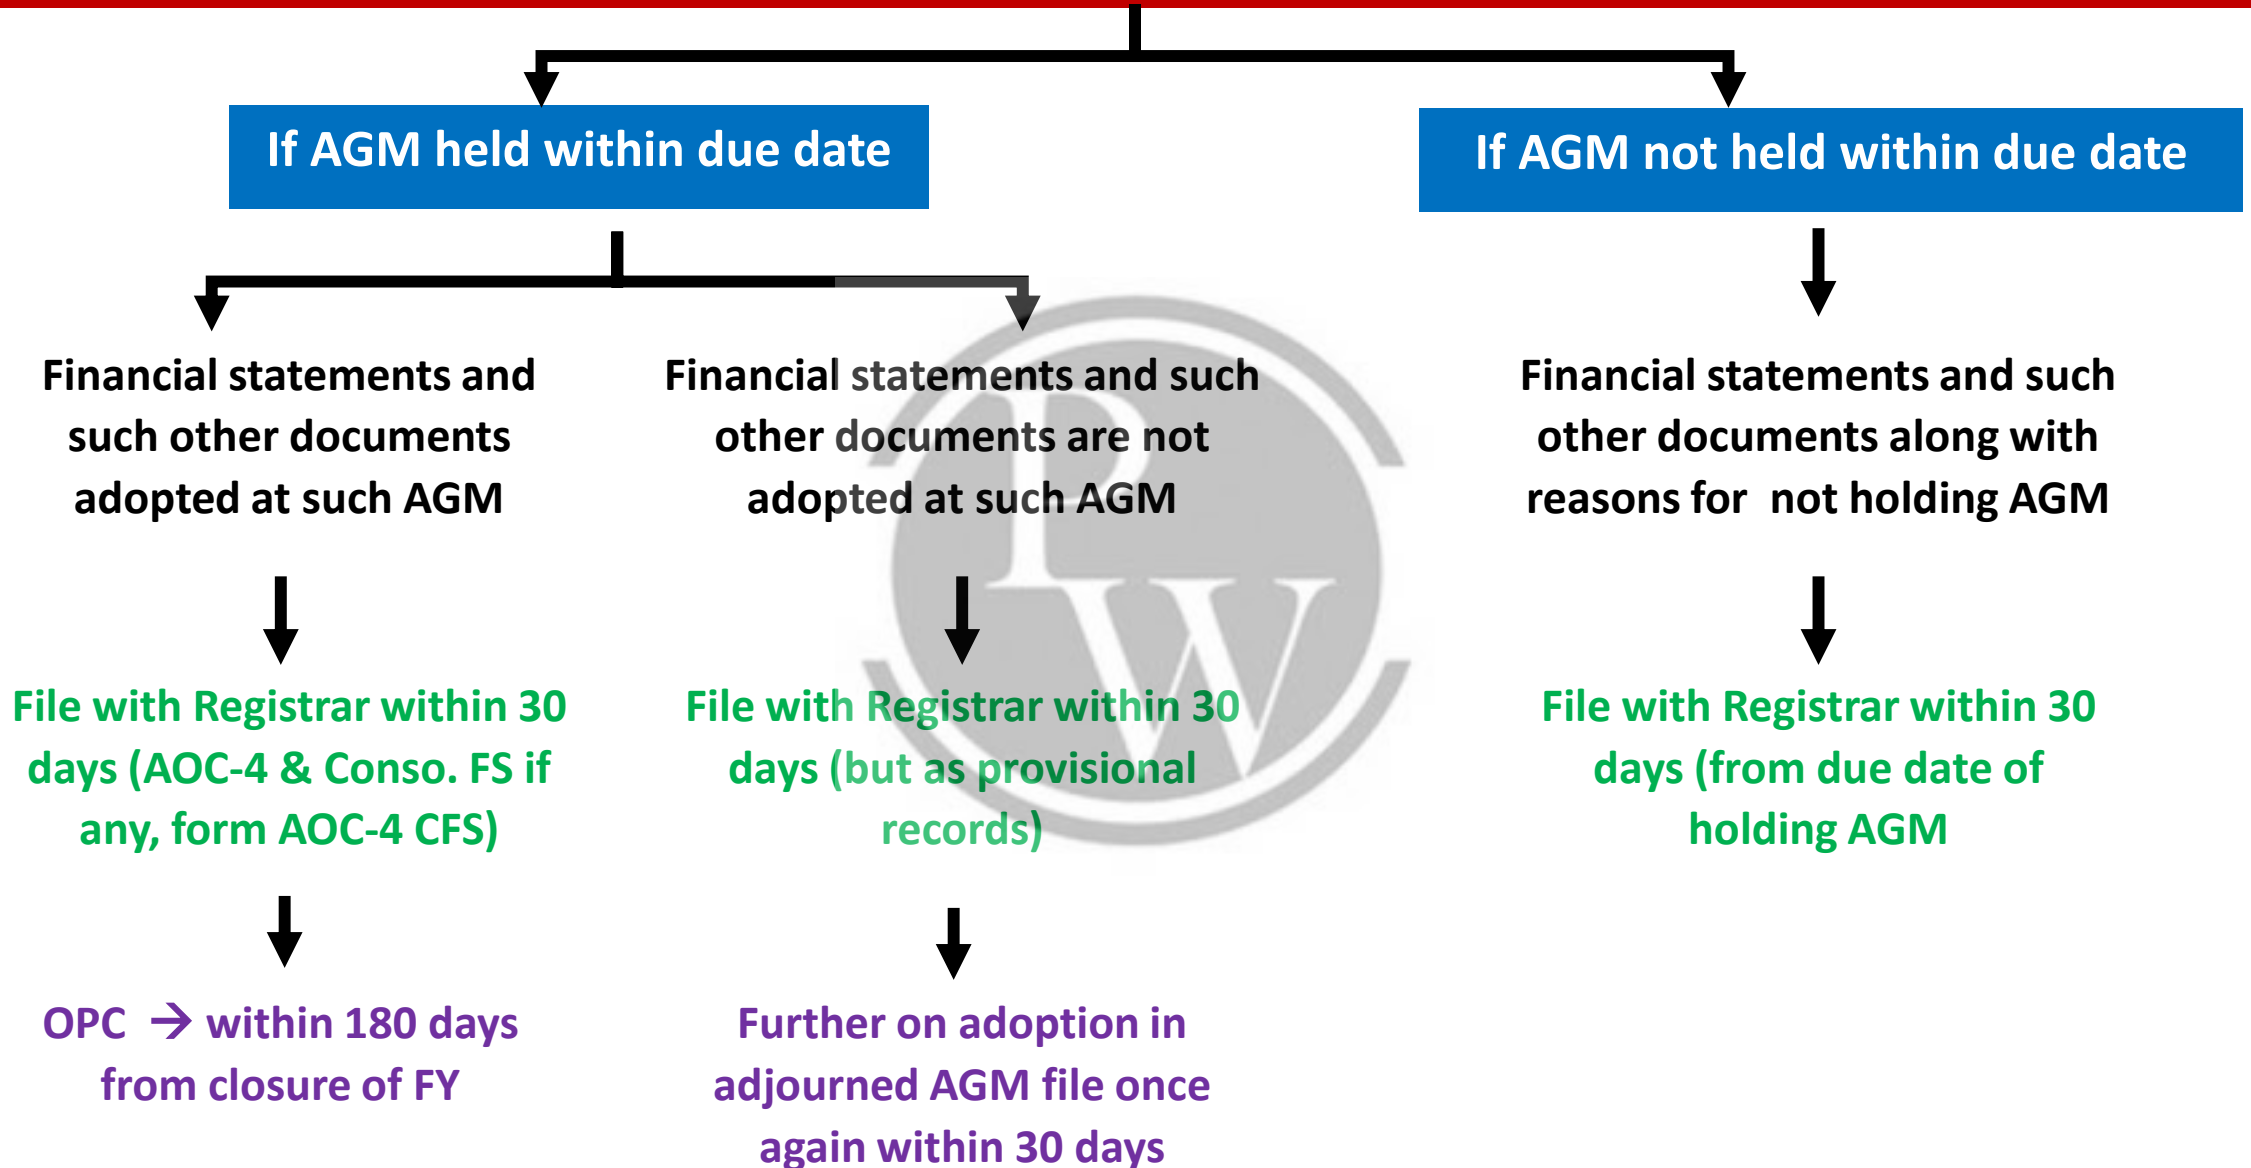 If AGM held within due date
If AGM not held within due date
Financial statements and
such other documents
adopted at such AGM
Financial statements and such
other documents are not
adopted at such AGM
Financial statements and such
other documents along with
reasons for not holding AGM
File with Registrar within 30
days (AOC-4 & Conso. FS if
any, form AOC-4 CFS)
File with Registrar within 30
days (but as provisional
records)
File with Registrar within 30
days (from due date of
holding AGM
OPC → within 180 days
from closure of FY
Further on adoption in
adjourned AGM file once
again within 30 days
PW